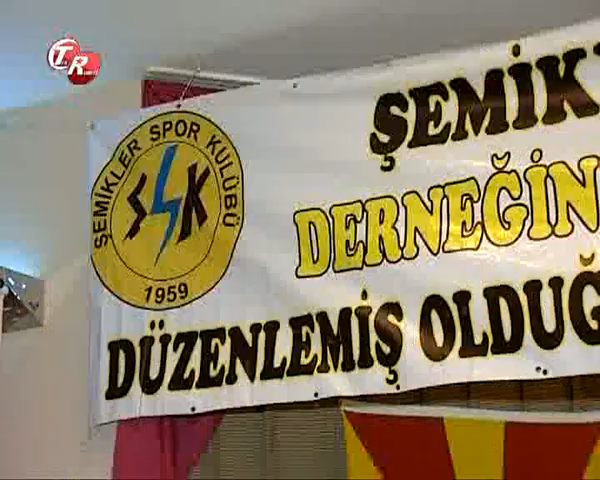 TR
ŞEMİKLER SPOR KULÜBÜ
SSK
1959
ŞEMİK
DERNEĞİN
DÜZENLEMİŞ OLDUĞ